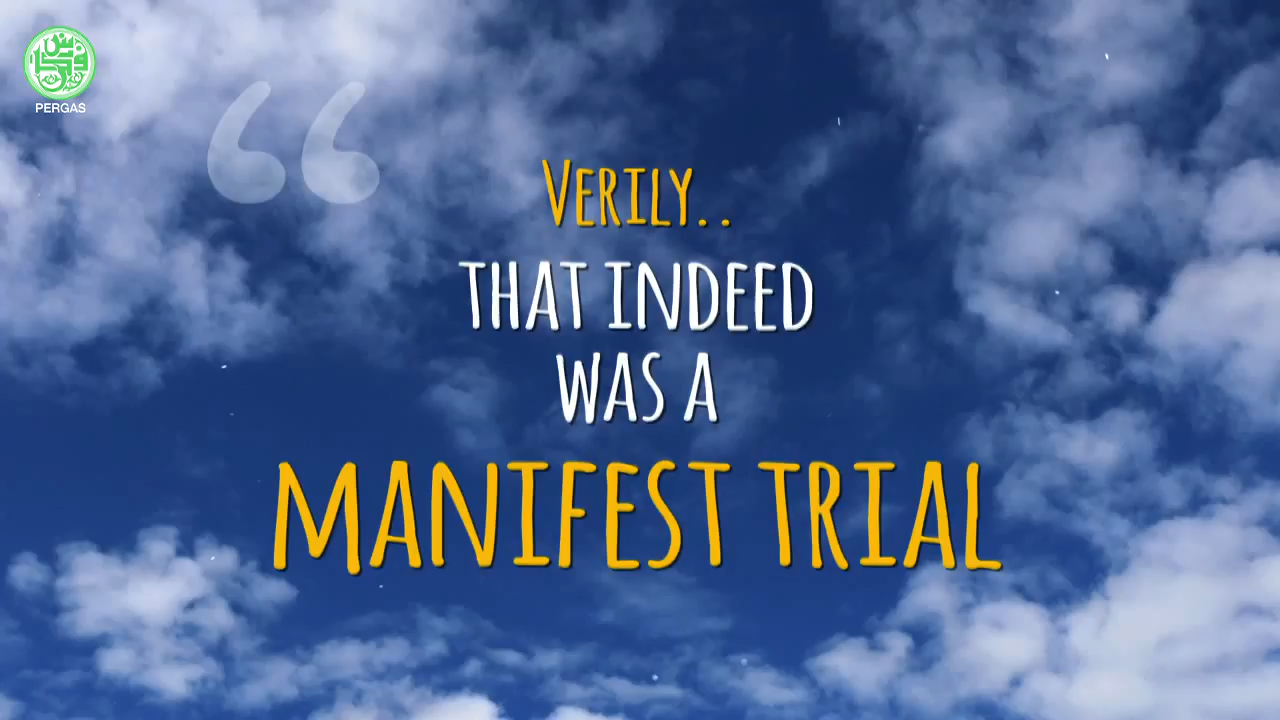 PERGAS
“
VERILY..
THAT INDEED
WAS A
MANIFEST TRIAL